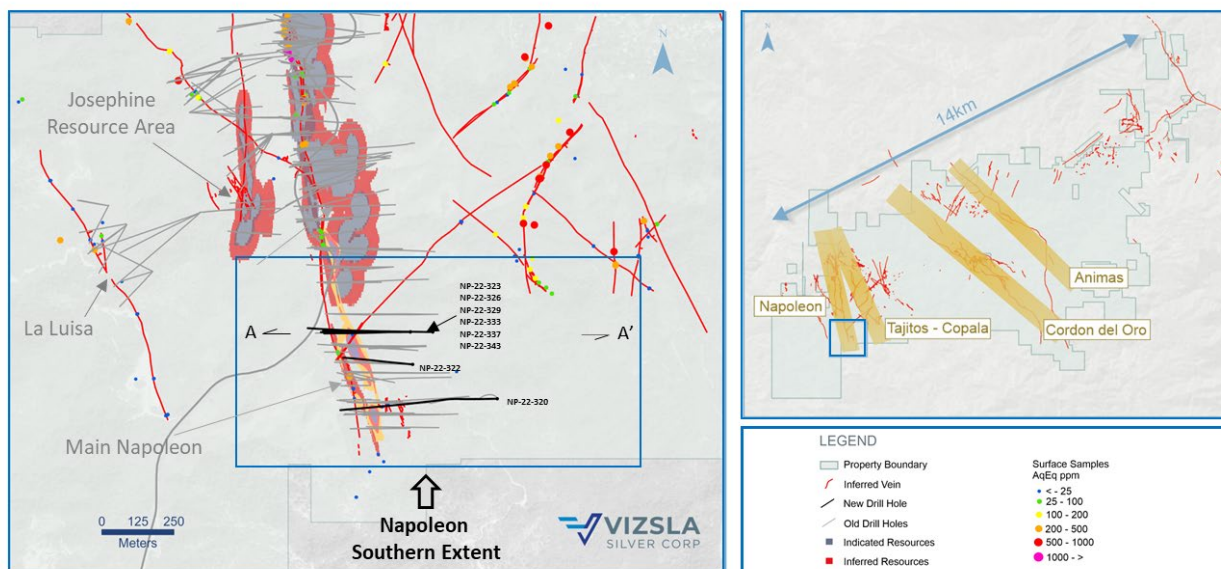 Josephine
Resource Area
N
La Luisa
A
A'
NP-22-323
NP-22-326
NP-22-329
NP-22-333
NP-22-337
NP-22-343
NP-22-322
NP-22-320
Main Napoleon
0 125 250
Meters
Napoleon
Southern Extent
VIZSLA
SILVER CORP
N
14km
Napoleon
Tajitos - Copala
Cordon del Oro
Animas
LEGEND
Property Boundary
Inferred Vein
New Drill Hole
Old Drill Holes
Indicated Resources
Inferred Resources
Surface Samples
AqEq ppm
< - 25
25 - 100
100 - 200
200 - 500
500 - 1000
1000 - >